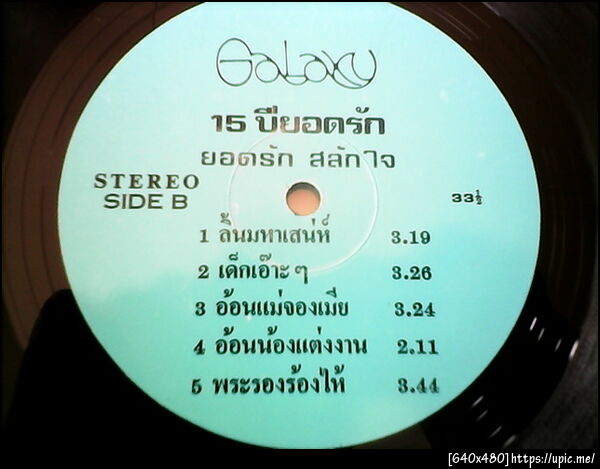 Galaxy
15 ปียอดรัก
ยอดรัก สลักใจ
STEREO
SIDE B
33½
1 ลิ้นมหาเสน่ห์ 3.19
2 เด็กเอ๊าะ ๆ 3.26
3 อ้อนแม่จองเมีย 3.24
4 อ้อนน้องแต่งงาน 2.11
5 พระรองร้องไห้ 3.44
[640x480]https://upic.me/